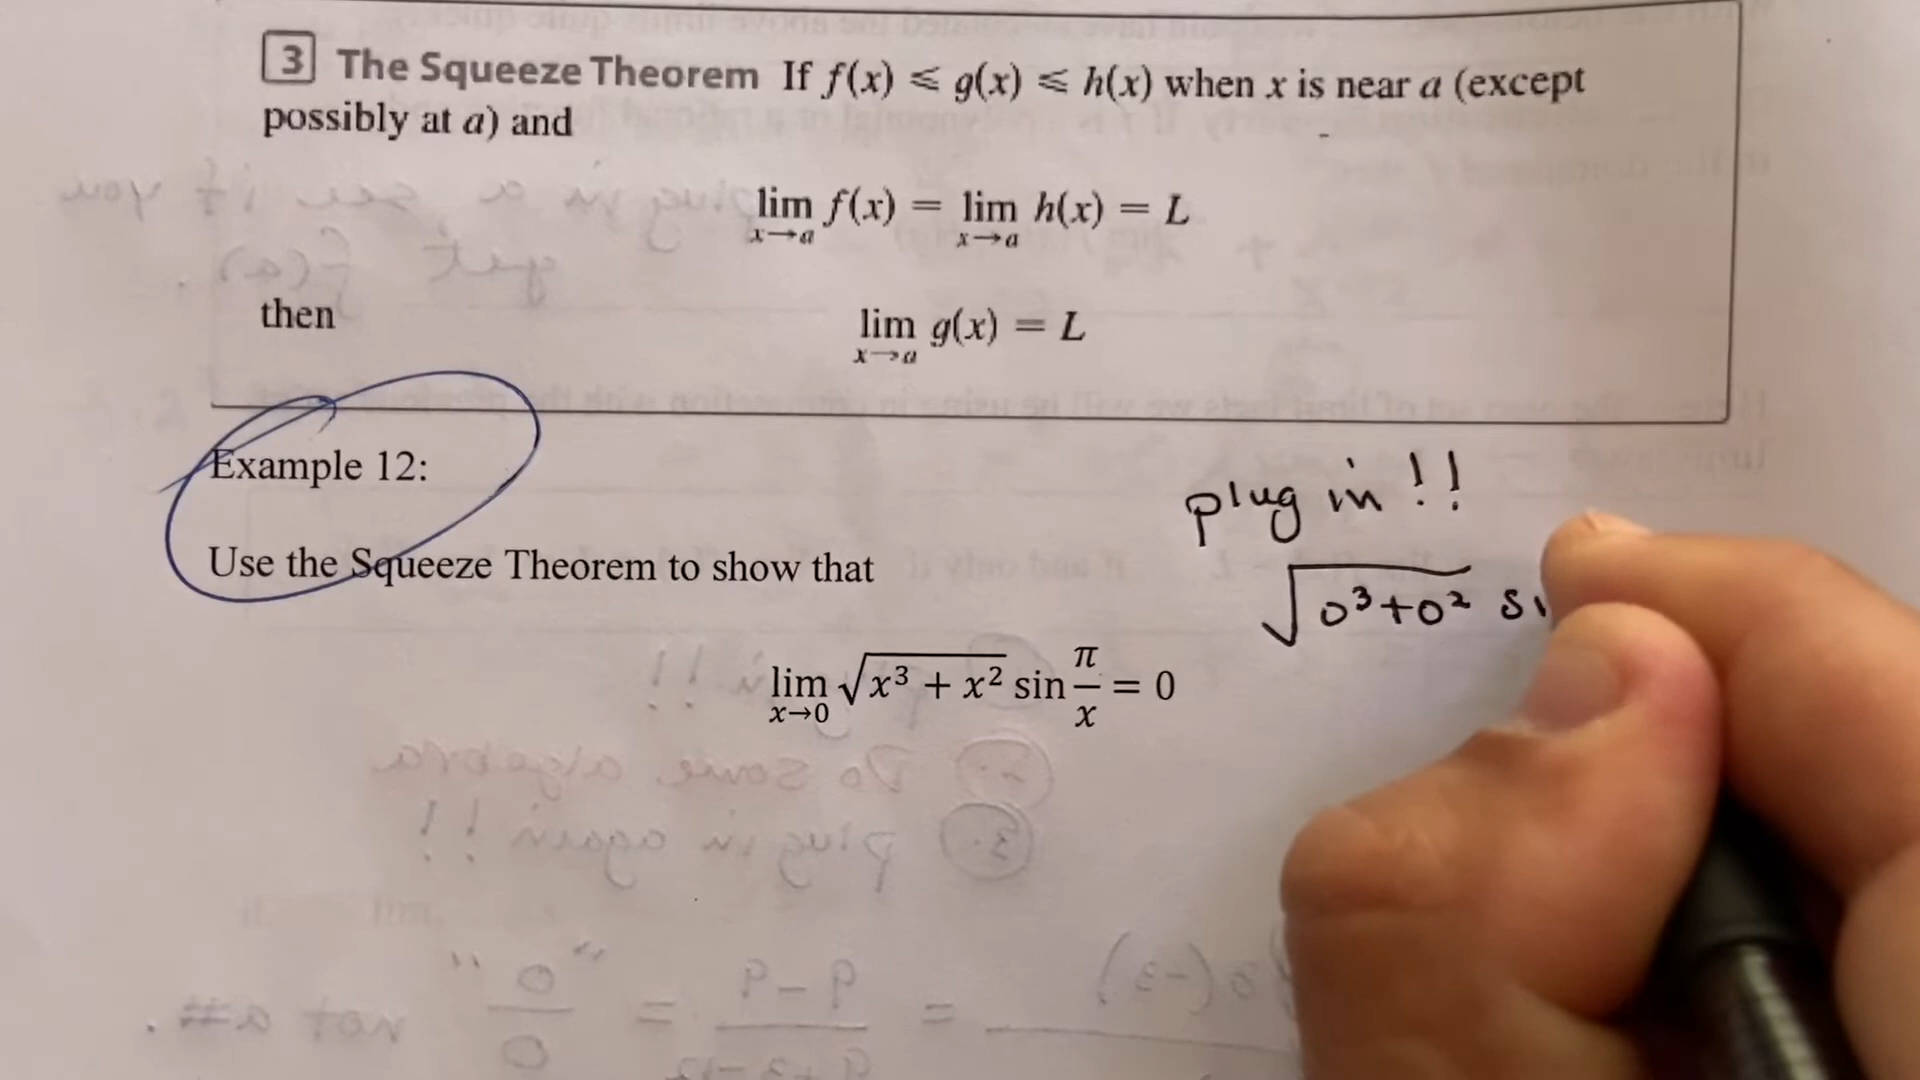 3 The Squeeze Theorem If f(x) ⩽ g(x) ⩽ h(x) when x is near a (except
possibly at a) and
lim x→a f(x) = lim x→a h(x) = L
then
lim x→a g(x) = L
Example 12:
plug in !!
Use the Squeeze Theorem to show that
√(0³+0²)
lim x→0 √(x³ + x²) sin π/x = 0